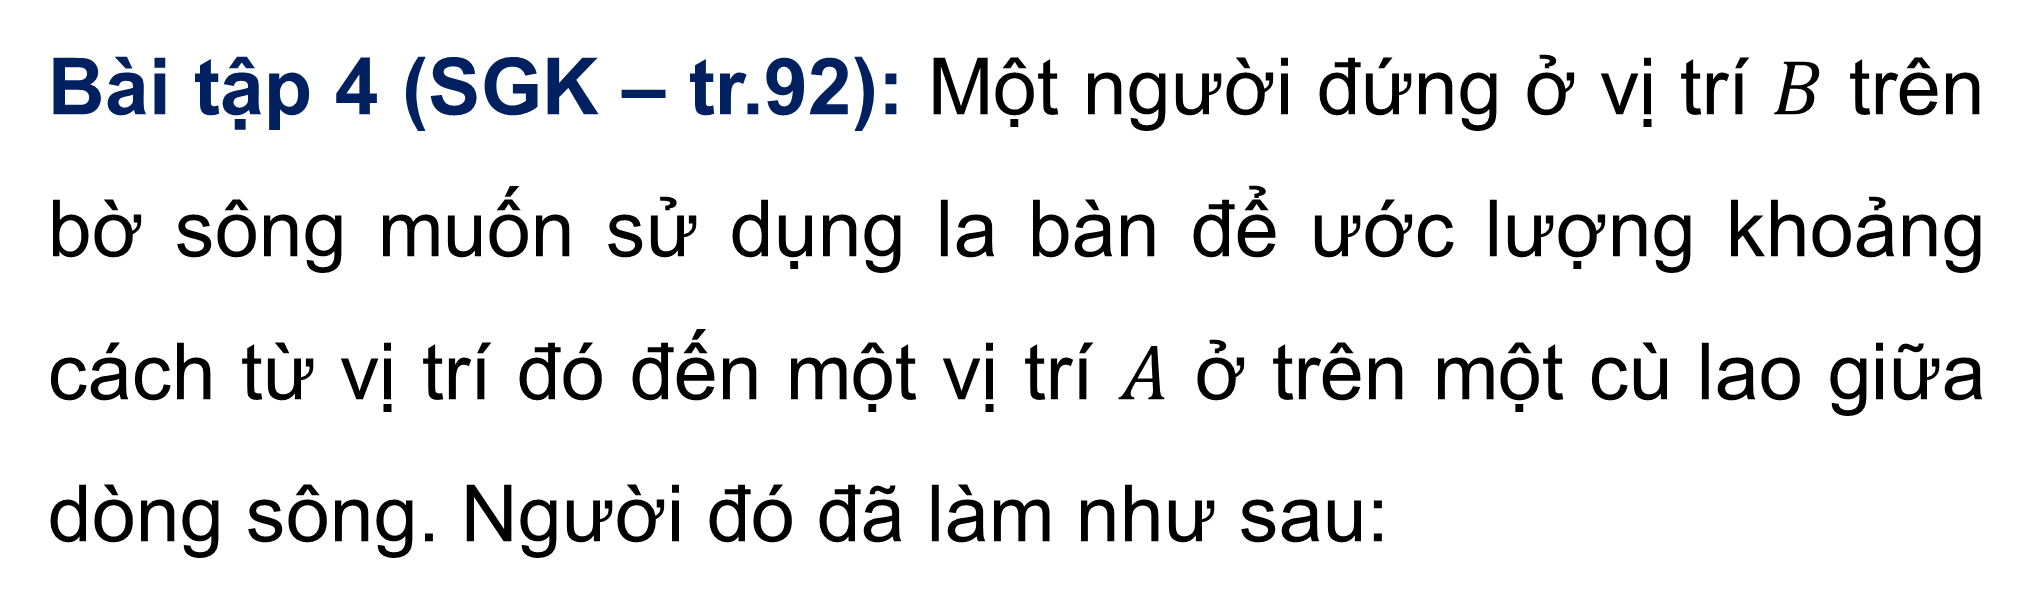 Bài tập 4 (SGK – tr.92): Một người đứng ở vị trí B trên
bờ sông muốn sử dụng la bàn để ước lượng khoảng
cách từ vị trí đó đến một vị trí A ở trên một cù lao giữa
dòng sông. Người đó đã làm như sau: